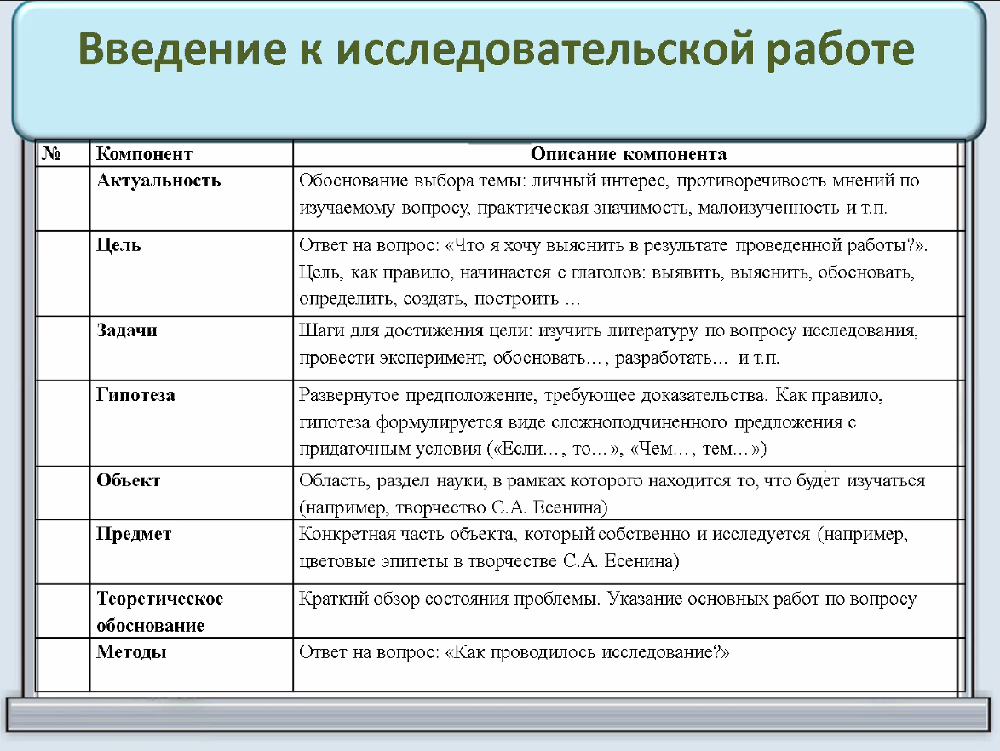 Введение к исследовательской работе
№ Компонент Описание компонента
Актуальность Обоснование выбора темы: личный интерес, противоречивость мнений по
изучаемому вопросу, практическая значимость, малоизученность и т.п.
Цель Ответ на вопрос: «Что я хочу выяснить в результате проведенной работы?».
Цель, как правило, начинается с глаголов: выявить, выяснить, обосновать,
определить, создать, построить …
Задачи Шаги для достижения цели: изучить литературу по вопросу исследования,
провести эксперимент, обосновать…, разработать… и т.п.
Гипотеза Развернутое предположение, требующее доказательства. Как правило,
гипотеза формулируется виде сложноподчиненного предложения с
придаточным условия («Если…, то…», «Чем…, тем…»)
Объект Область, раздел науки, в рамках которого находится то, что будет изучаться
(например, творчество С.А. Есенина)
Предмет Конкретная часть объекта, который собственно и исследуется (например,
цветовые эпитеты в творчестве С.А. Есенина)
Теоретическое Краткий обзор состояния проблемы. Указание основных работ по вопросу
обоснование
Методы Ответ на вопрос: «Как проводилось исследование?»